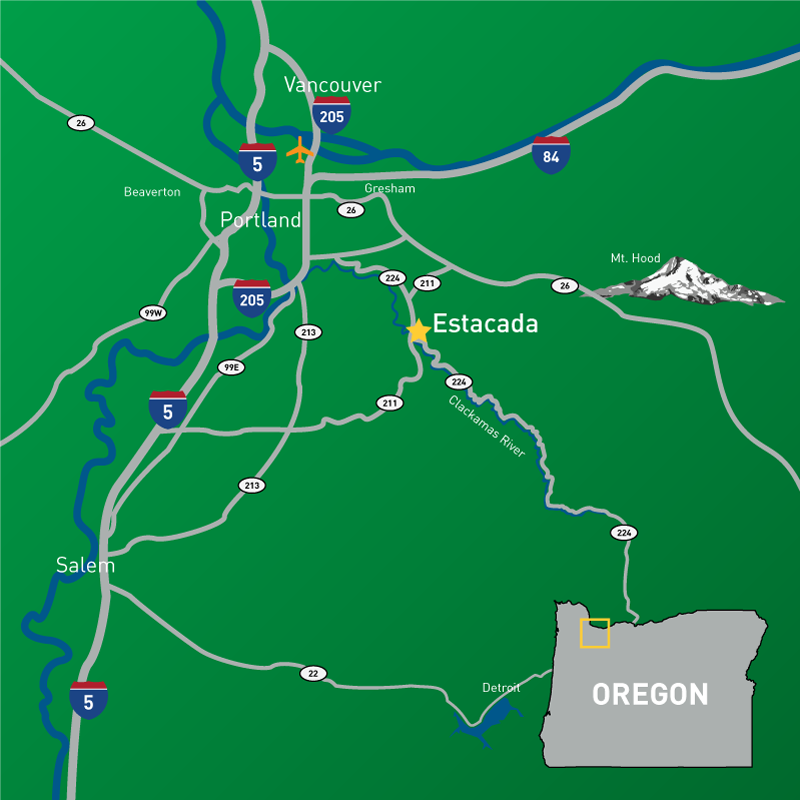 Vancouver
205
26
5
84
Beaverton
Gresham
26
Portland
Mt. Hood
224
211
26
205
99W
213
Estacada
99E
224
5
211
Clackamas River
213
224
Salem
22
Detroit
5
OREGON